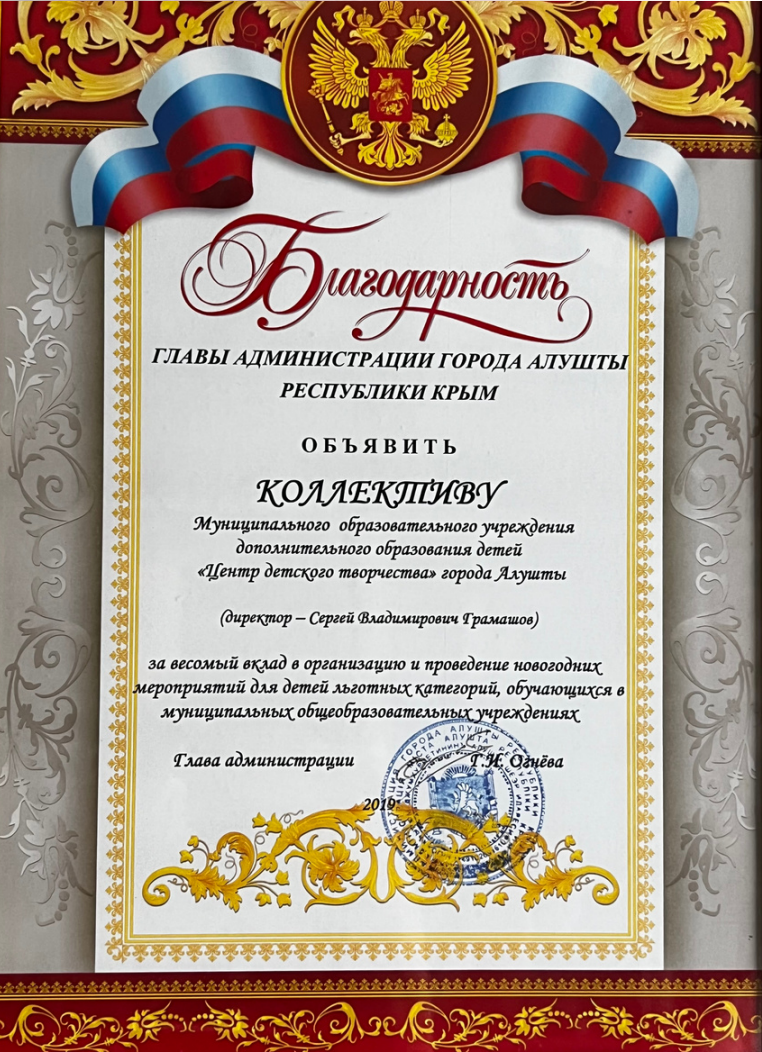 Благодарность
ГЛАВЫ АДМИНИСТРАЦИИ ГОРОДА АЛУШТЫ
РЕСПУБЛИКИ КРЫМ
ОБЪЯВИТЬ
КОЛЛЕКТИВУ
Муниципального образовательного учреждения
дополнительного образования детей
«Центр детского творчества» города Алушты
(директор – Сергей Владимирович Грамашов)
за весомый вклад в организацию и проведение новогодних
мероприятий для детей льготных категорий, обучающихся в
муниципальных общеобразовательных учреждениях
Глава администрации Г.И. Огнёва
2019